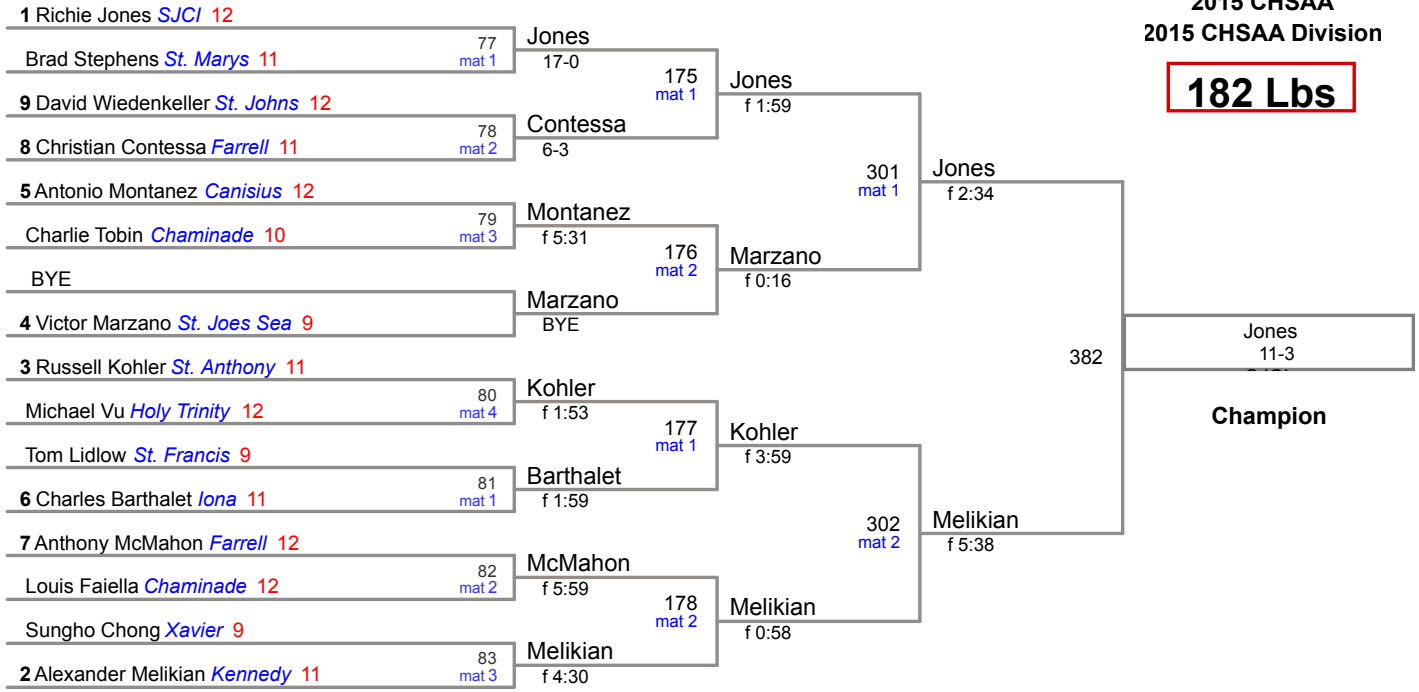 2015 CHSAA
2015 CHSAA Division
182 Lbs
1 Richie Jones SJCI 12
77
mat 1
Jones
17-0
Brad Stephens St. Marys 11
175
mat 1
Jones
f 1:59
9 David Wiedenkeller St. Johns 12
78
mat 2
Contessa
6-3
8 Christian Contessa Farrell 11
301
mat 1
Jones
f 2:34
5 Antonio Montanez Canisius 12
79
mat 3
Montanez
f 5:31
Charlie Tobin Chaminade 10
176
mat 2
Marzano
f 0:16
BYE
Marzano
BYE
4 Victor Marzano St. Joes Sea 9
382
Jones
11-3
Champion
3 Russell Kohler St. Anthony 11
80
mat 4
Kohler
f 1:53
Michael Vu Holy Trinity 12
177
mat 1
Kohler
f 3:59
Tom Lidlow St. Francis 9
81
mat 1
Barthalet
f 1:59
6 Charles Barthalet Iona 11
302
mat 2
Melikian
f 5:38
7 Anthony McMahon Farrell 12
82
mat 2
McMahon
f 5:59
Louis Faiella Chaminade 12
178
mat 2
Melikian
f 0:58
Sungho Chong Xavier 9
83
mat 3
Melikian
f 4:30
2 Alexander Melikian Kennedy 11